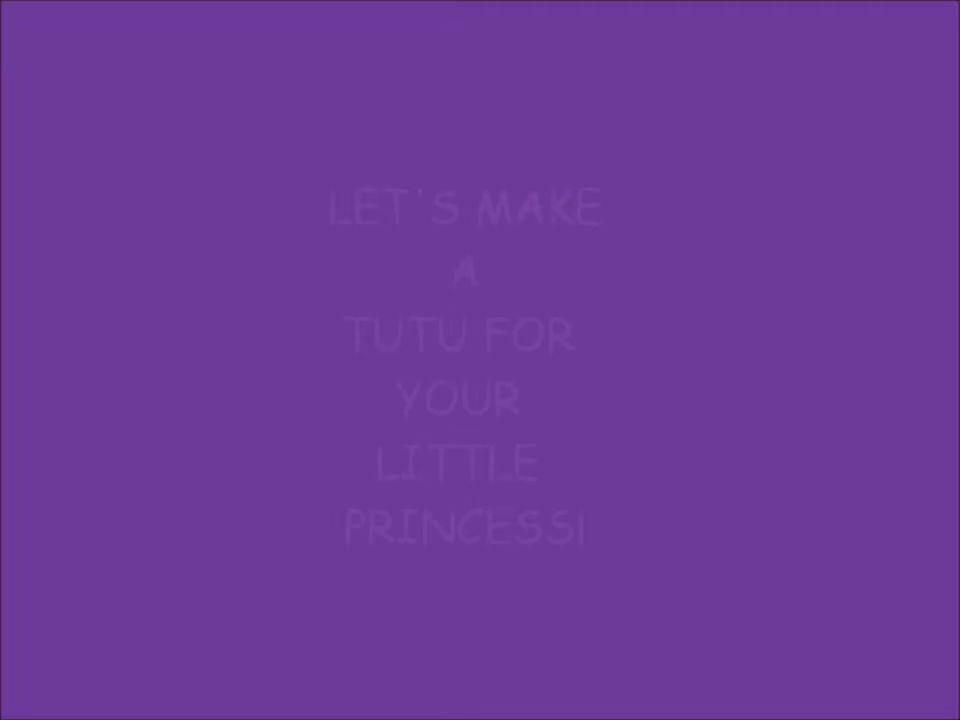 LET'S MAKE
A
TUTU FOR
YOUR
LITTLE
PRINCESS!